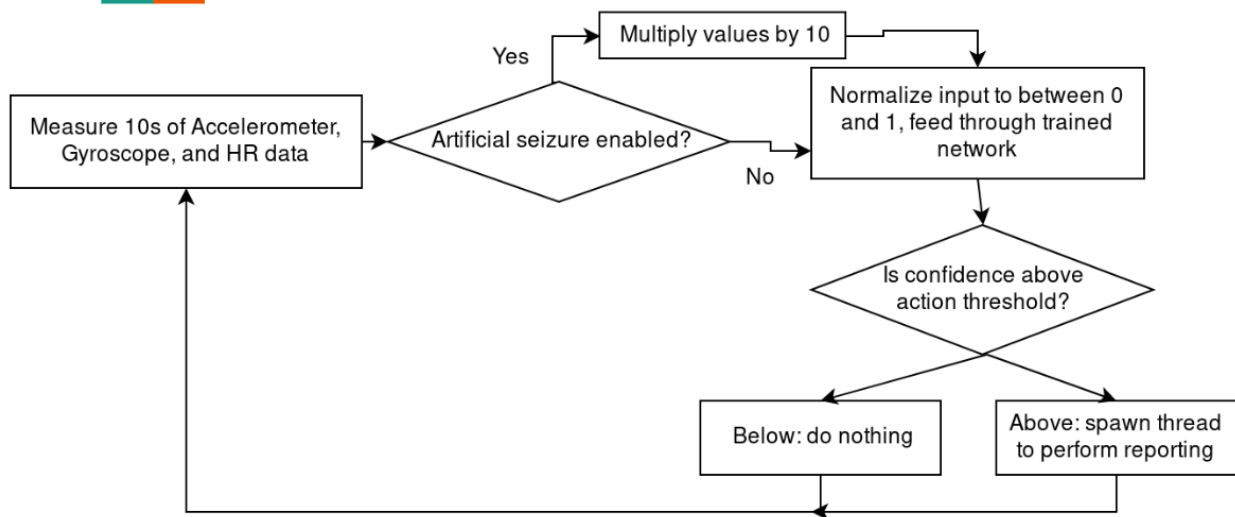 Measure 10s of Accelerometer,
Gyroscope, and HR data
Artificial seizure enabled?
Yes
Multiply values by 10
No
Normalize input to between 0
and 1, feed through trained
network
Is confidence above
action threshold?
Below: do nothing
Above: spawn thread
to perform reporting